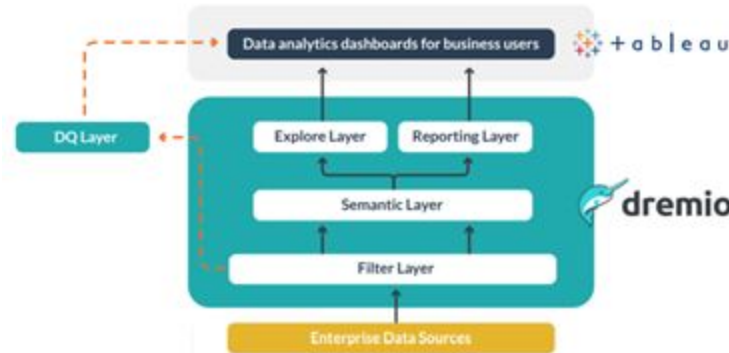 Data analytics dashboards for business users
+ a b l e a u
DQ Layer
Explore Layer
Reporting Layer
Semantic Layer
dremio
Filter Layer
Enterprise Data Sources